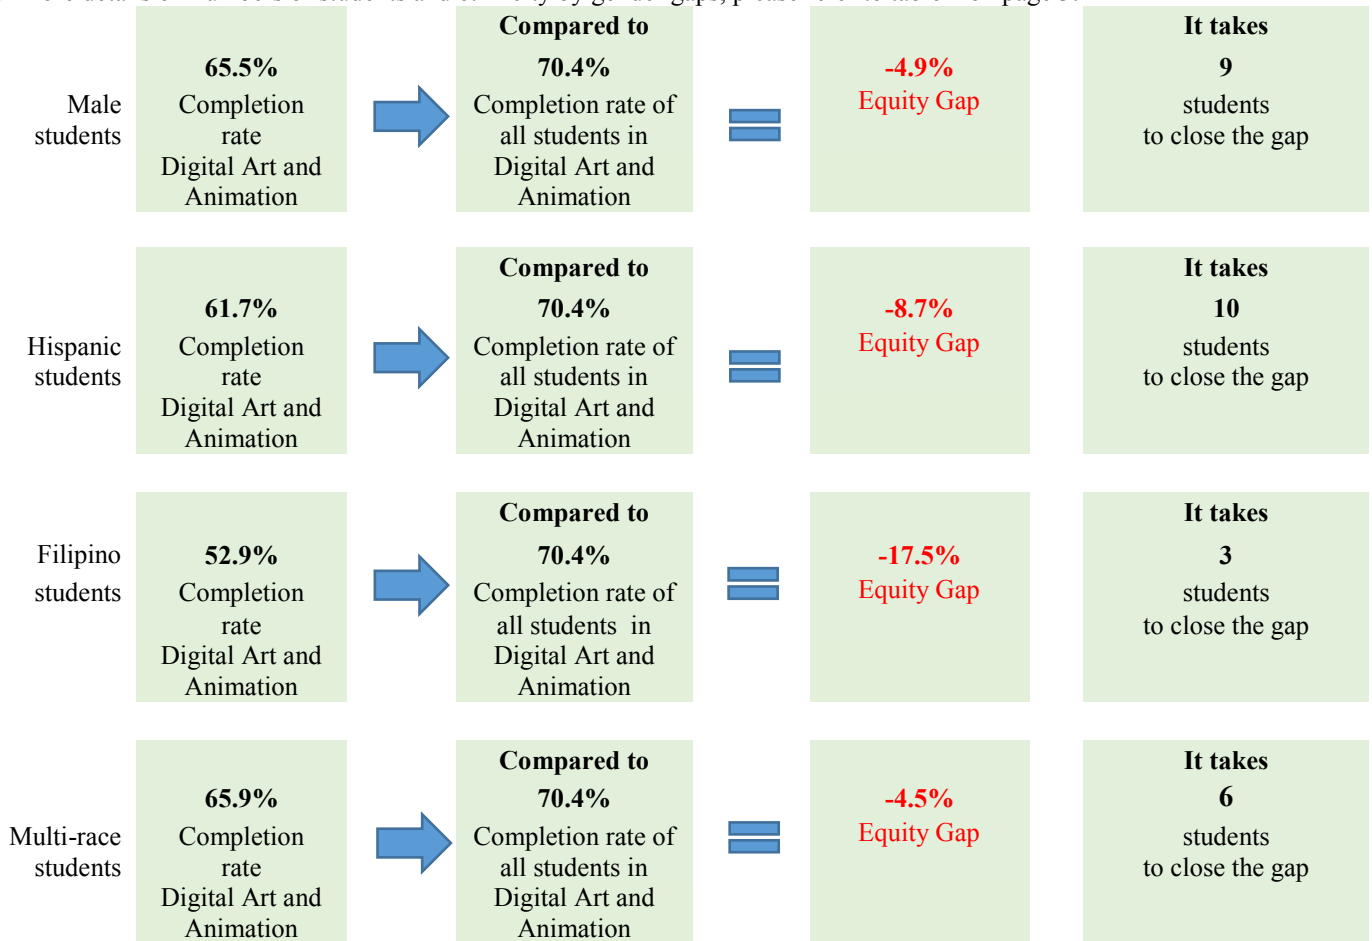 Compared to
It takes
65.5%
70.4%
-4.9%
9
Male
students
Completion
rate
Digital Art and
Animation
Completion rate of
all students in
Digital Art and
Animation
Equity Gap
students
to close the gap
Compared to
It takes
61.7%
70.4%
-8.7%
10
Hispanic
students
Completion
rate
Digital Art and
Animation
Completion rate of
all students in
Digital Art and
Animation
Equity Gap
students
to close the gap
Compared to
It takes
52.9%
70.4%
-17.5%
3
Filipino
students
Completion
rate
Digital Art and
Animation
Completion rate of
all students in
Digital Art and
Animation
Equity Gap
students
to close the gap
Compared to
It takes
65.9%
70.4%
-4.5%
6
Multi-race
students
Completion
rate
Digital Art and
Animation
Completion rate of
all students in
Digital Art and
Animation
Equity Gap
students
to close the gap